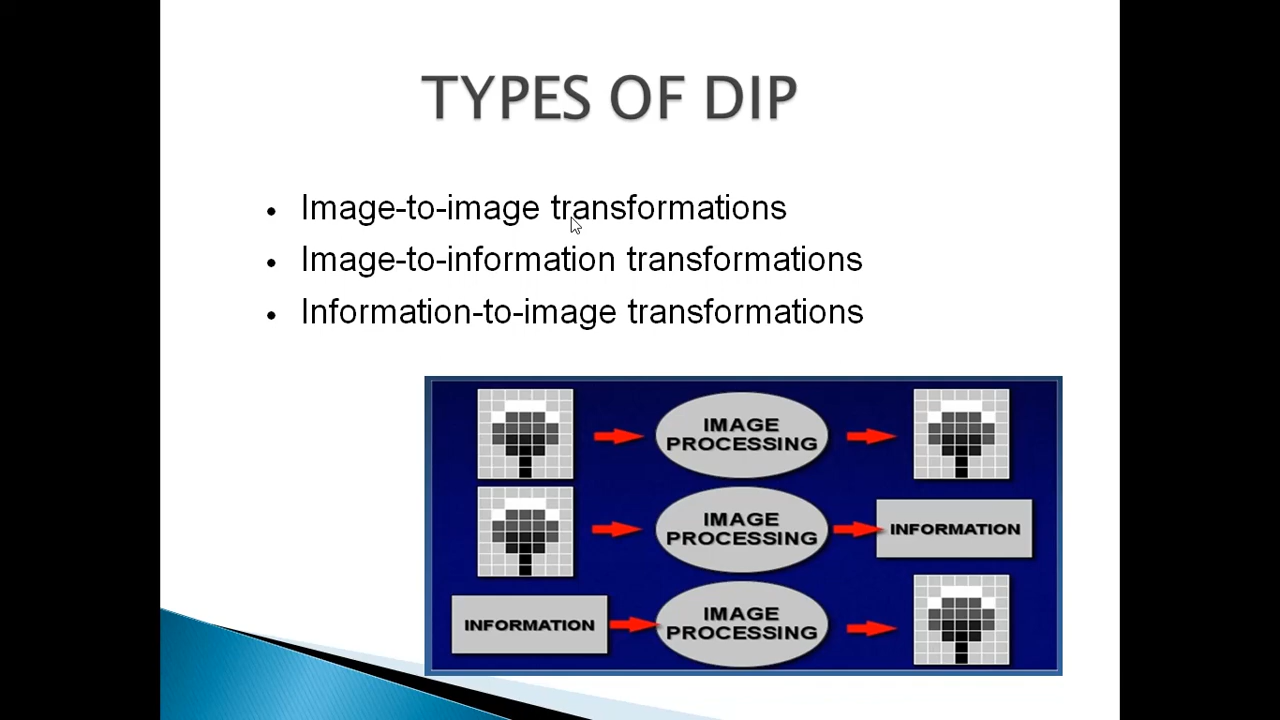 TYPES OF DIP
• Image-to-image transformations
• Image-to-information transformations
• Information-to-image transformations
IMAGE
PROCESSING
IMAGE
PROCESSING
INFORMATION
INFORMATION
IMAGE
PROCESSING